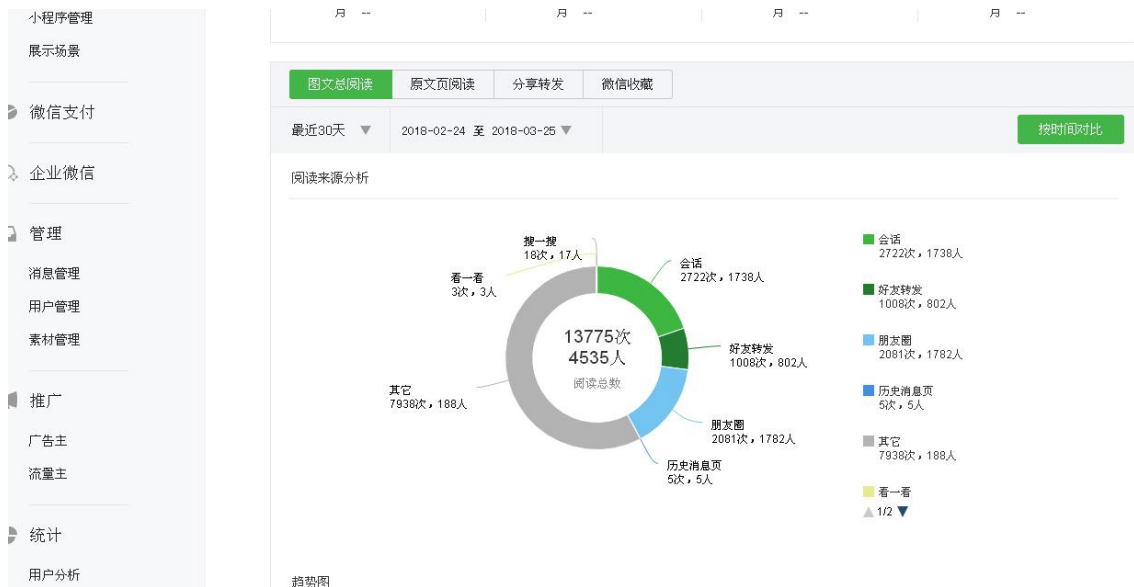 小程序管理
展示场景
微信支付
企业微信
管理
消息管理
用户管理
素材管理
推广
广告主
流量主
统计
用户分析
月 -- 月 -- 月 -- 月 --
图文总阅读 原文页阅读 分享转发 微信收藏
最近30天 ▼ 2018-02-24 至 2018-03-25 ▼ 按时间对比
阅读来源分析
搜一搜
18次，17人
看一看
3次，3人
会话
2722次，1738人
13775次
4535人
阅读总数
好友转发
1008次，802人
其它
7938次，188人
朋友圈
2081次，1782人
历史消息页
5次，5人
会话
2722次，1738人
好友转发
1008次，802人
朋友圈
2081次，1782人
历史消息页
5次，5人
其它
7938次，188人
看一看
▲ 1/2 ▼
趋势图